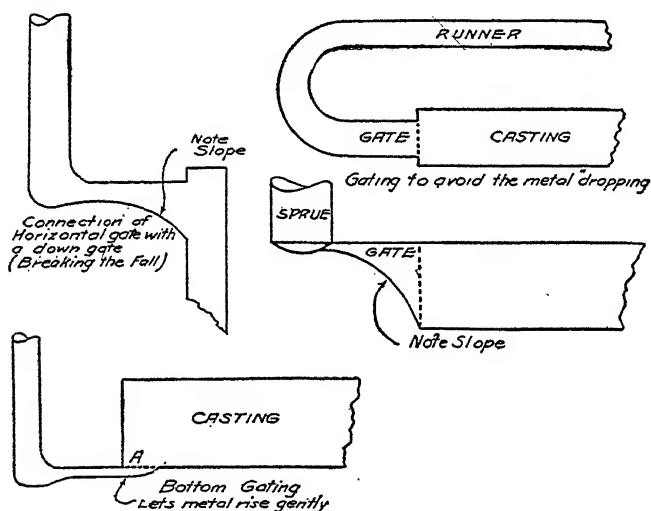 RUNNER
GATE
CASTING
Gating to avoid the metal dropping
Note
Slope
Connection of
Horizontal gate with
a down gate
(Breaking the Fall)
SPRUE
GATE
Note Slope
CASTING
A
Bottom Gating
Lets metal rise gently